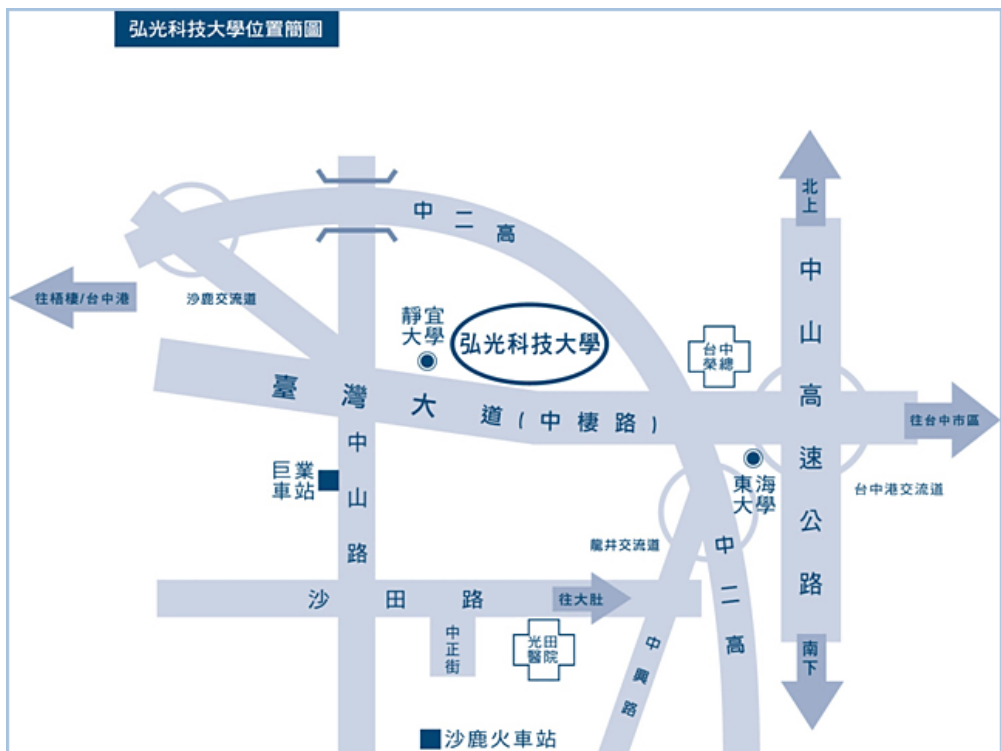 弘光科技大學位置簡圖
北上
中二高
中山高速公路
往梧棲/台中港
沙鹿交流道
靜宜
大學
弘光科技大學
台中
榮總
臺灣大道(中棲路)
往台中市區
中山路
巨業
車站
東海
大學
台中港交流道
龍井交流道
中二高
沙田路
往大肚
中正街
光田
醫院
中興路
南下
沙鹿火車站